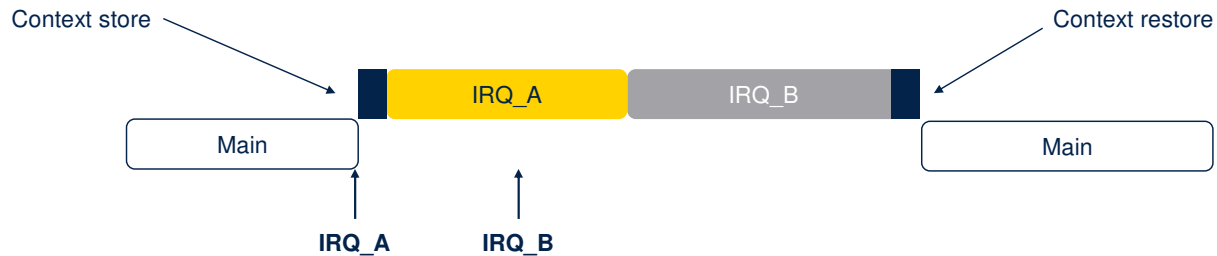 Context store
Context restore
IRQ_A
IRQ_B
Main
Main
IRQ_A
IRQ_B